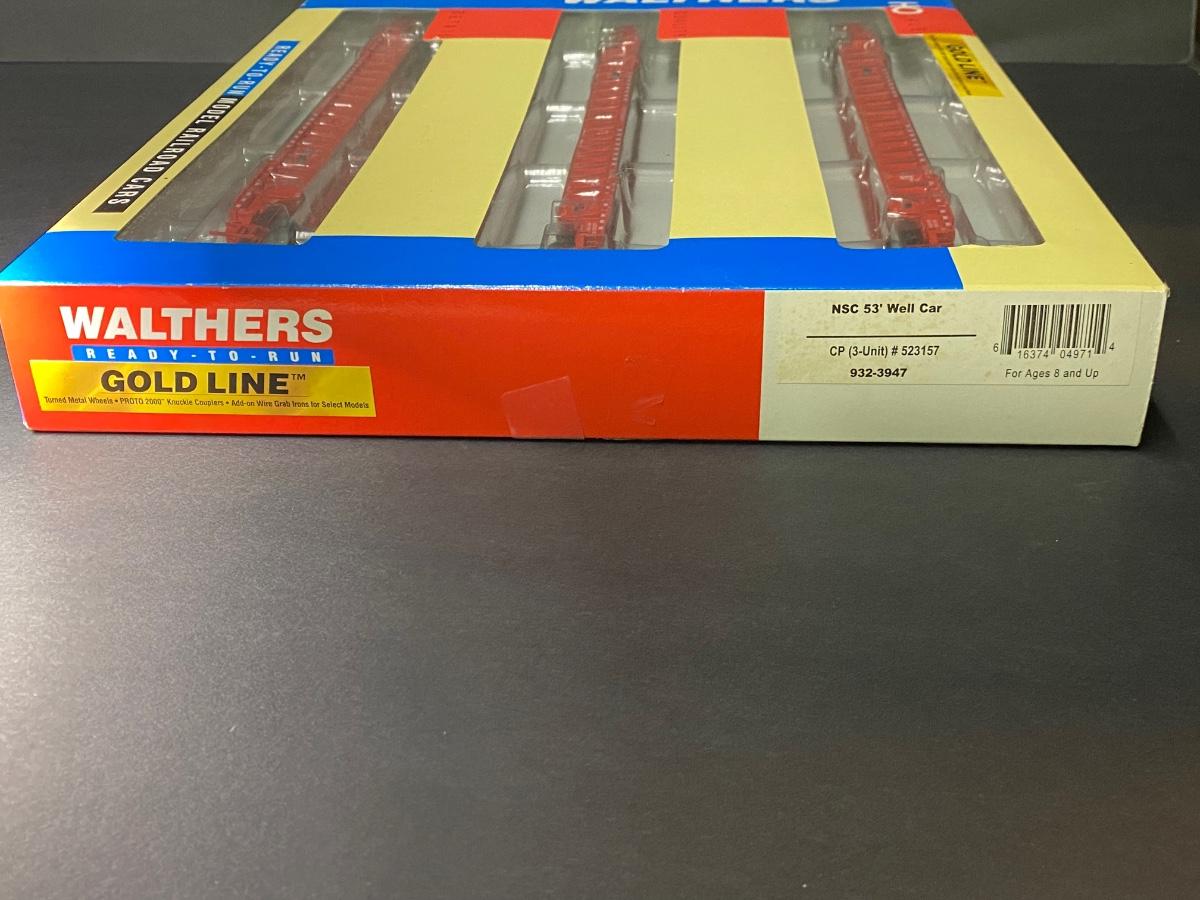 WALTHERS
HO
GOLD LINE
READY-TO-RUN MODEL RAILROAD CARS
WALTHERS
READY-TO-RUN
GOLD LINE™
Turned Metal Wheels • PROTO 2000™ Knuckle Couplers • Add-on Wire Grab Irons for Select Models
NSC 53' Well Car
CP (3-Unit) # 523157
932-3947
6 16374 04971 4
For Ages 8 and Up